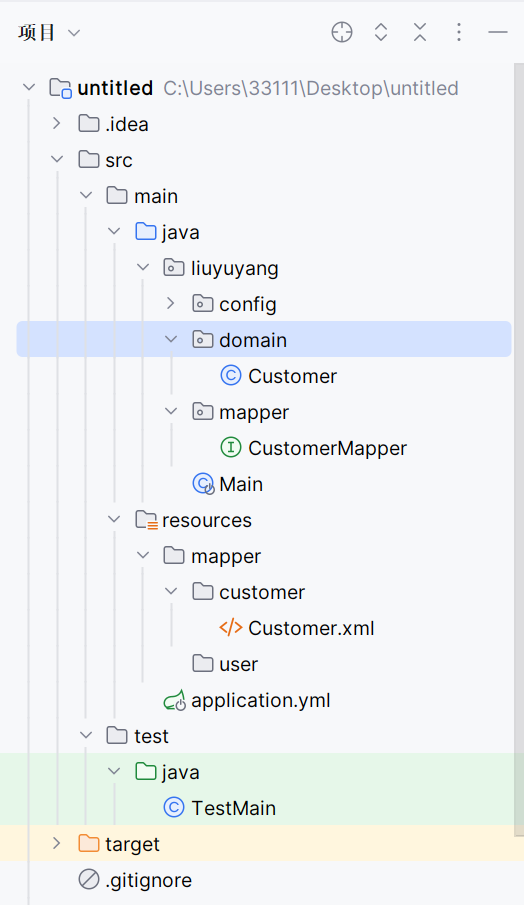 项目
untitled C:\Users\33111\Desktop\untitled
.idea
src
main
java
liuyuyang
config
domain
Customer
mapper
CustomerMapper
Main
resources
mapper
customer
Customer.xml
user
application.yml
test
java
TestMain
target
.gitignore